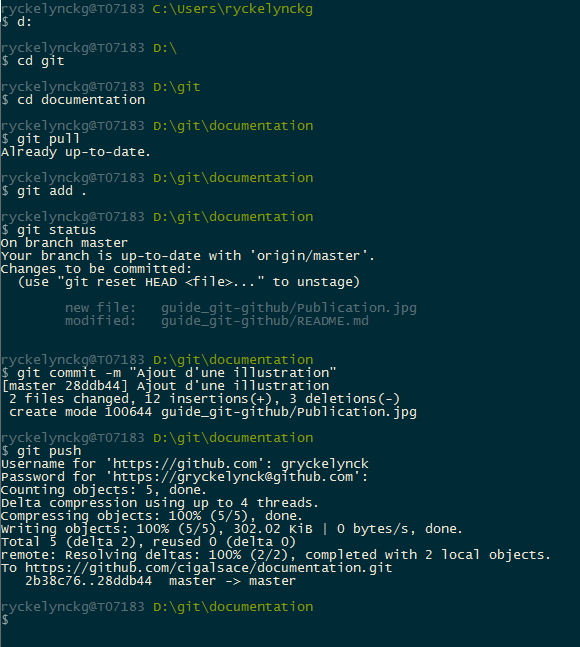 ryckelynckg@T07183 C:\Users\ryckelynckg
$ d:
ryckelynckg@T07183 D:\
$ cd git
ryckelynckg@T07183 D:\git
$ cd documentation
ryckelynckg@T07183 D:\git\documentation
$ git pull
Already up-to-date.
ryckelynckg@T07183 D:\git\documentation
$ git add .
ryckelynckg@T07183 D:\git\documentation
$ git status
On branch master
Your branch is up-to-date with 'origin/master'.
Changes to be committed:
  (use "git reset HEAD <file>..." to unstage)
        new file:   guide_git-github/Publication.jpg
        modified:   guide_git-github/README.md
ryckelynckg@T07183 D:\git\documentation
$ git commit -m "Ajout d'une illustration"
[master 28ddb44] Ajout d'une illustration
 2 files changed, 12 insertions(+), 3 deletions(-)
 create mode 100644 guide_git-github/Publication.jpg
ryckelynckg@T07183 D:\git\documentation
$ git push
Username for 'https://github.com': gryckelynck
Password for 'https://gryckelynck@github.com':
Counting objects: 5, done.
Delta compression using up to 4 threads.
Compressing objects: 100% (5/5), done.
Writing objects: 100% (5/5), 302.02 KiB | 0 bytes/s, done.
Total 5 (delta 2), reused 0 (delta 0)
remote: Resolving deltas: 100% (2/2), completed with 2 local objects.
To https://github.com/cigalsace/documentation.git
   2b38c76..28ddb44  master -> master
ryckelynckg@T07183 D:\git\documentation
$